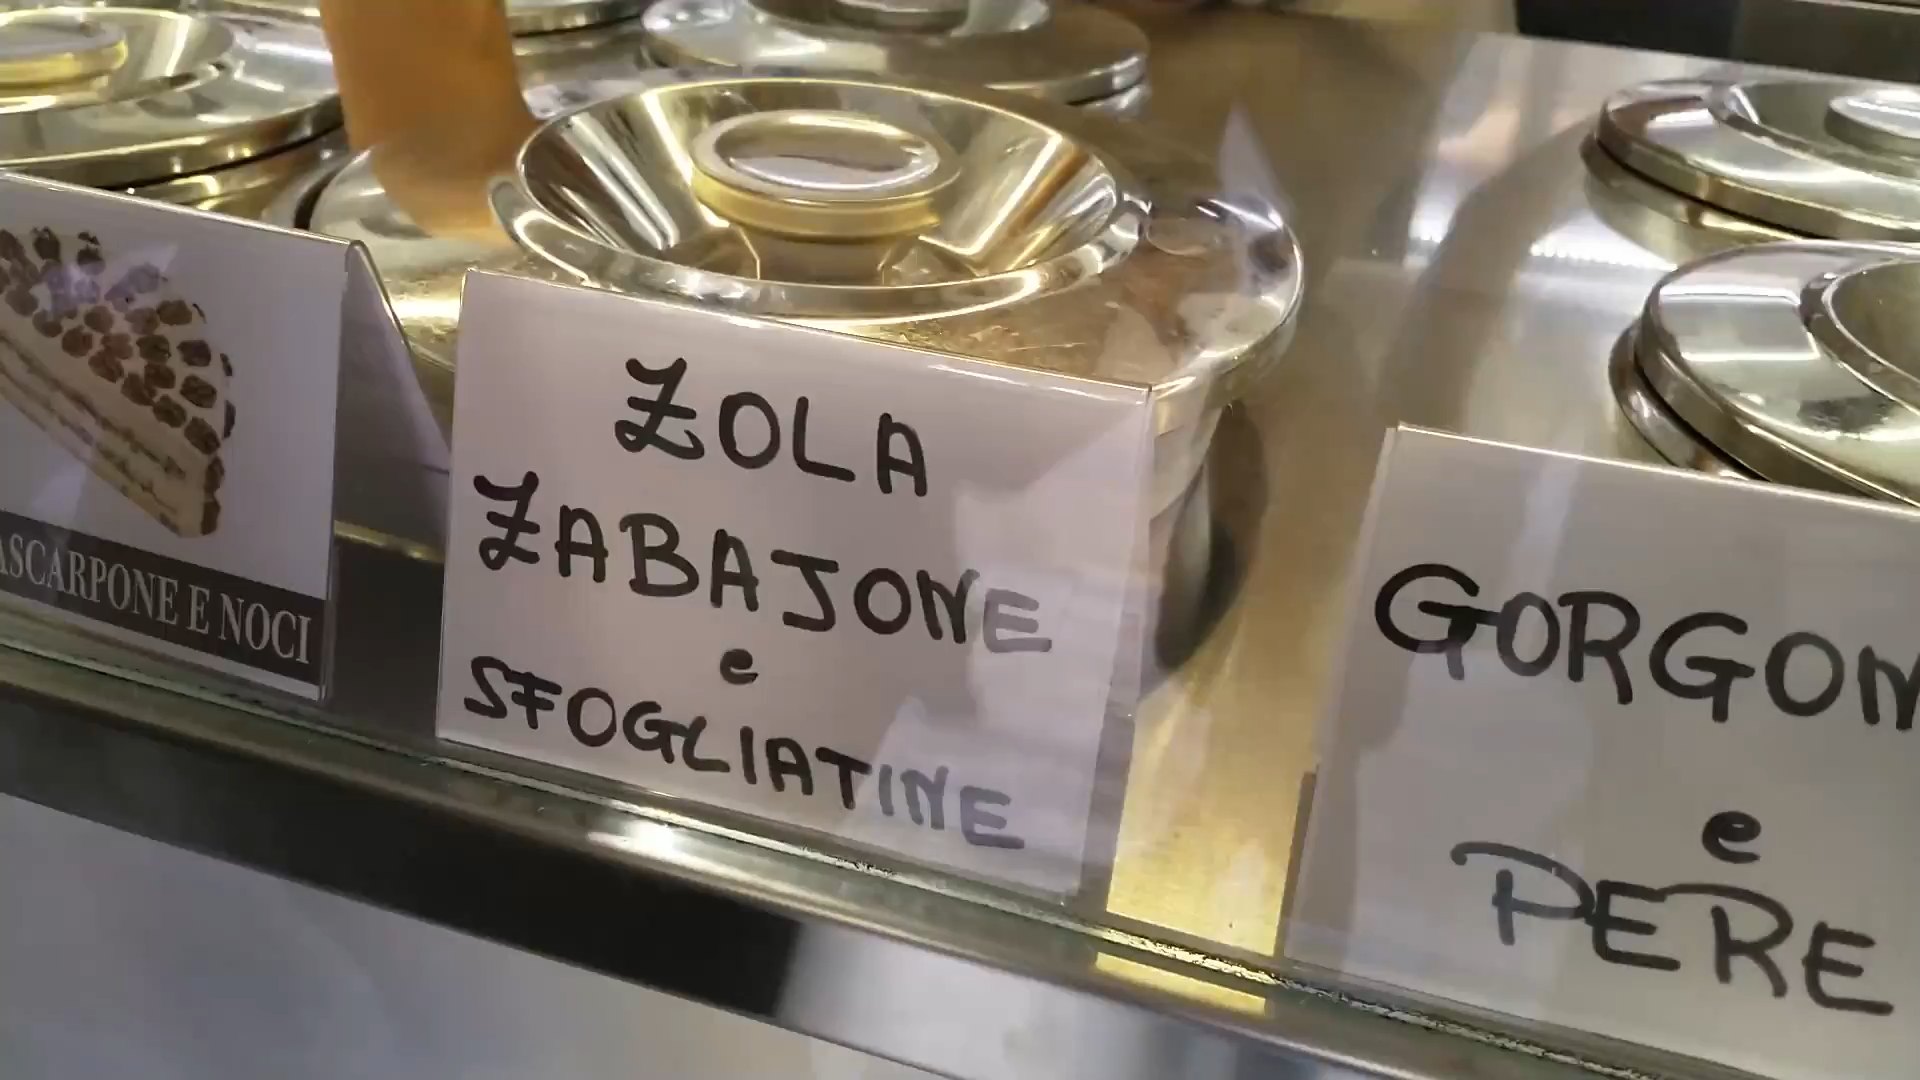 ASCARPONE E NOCI
ZOLA
ZABAJONE
e
SFOGLIATINE
GORGON
e
PERE